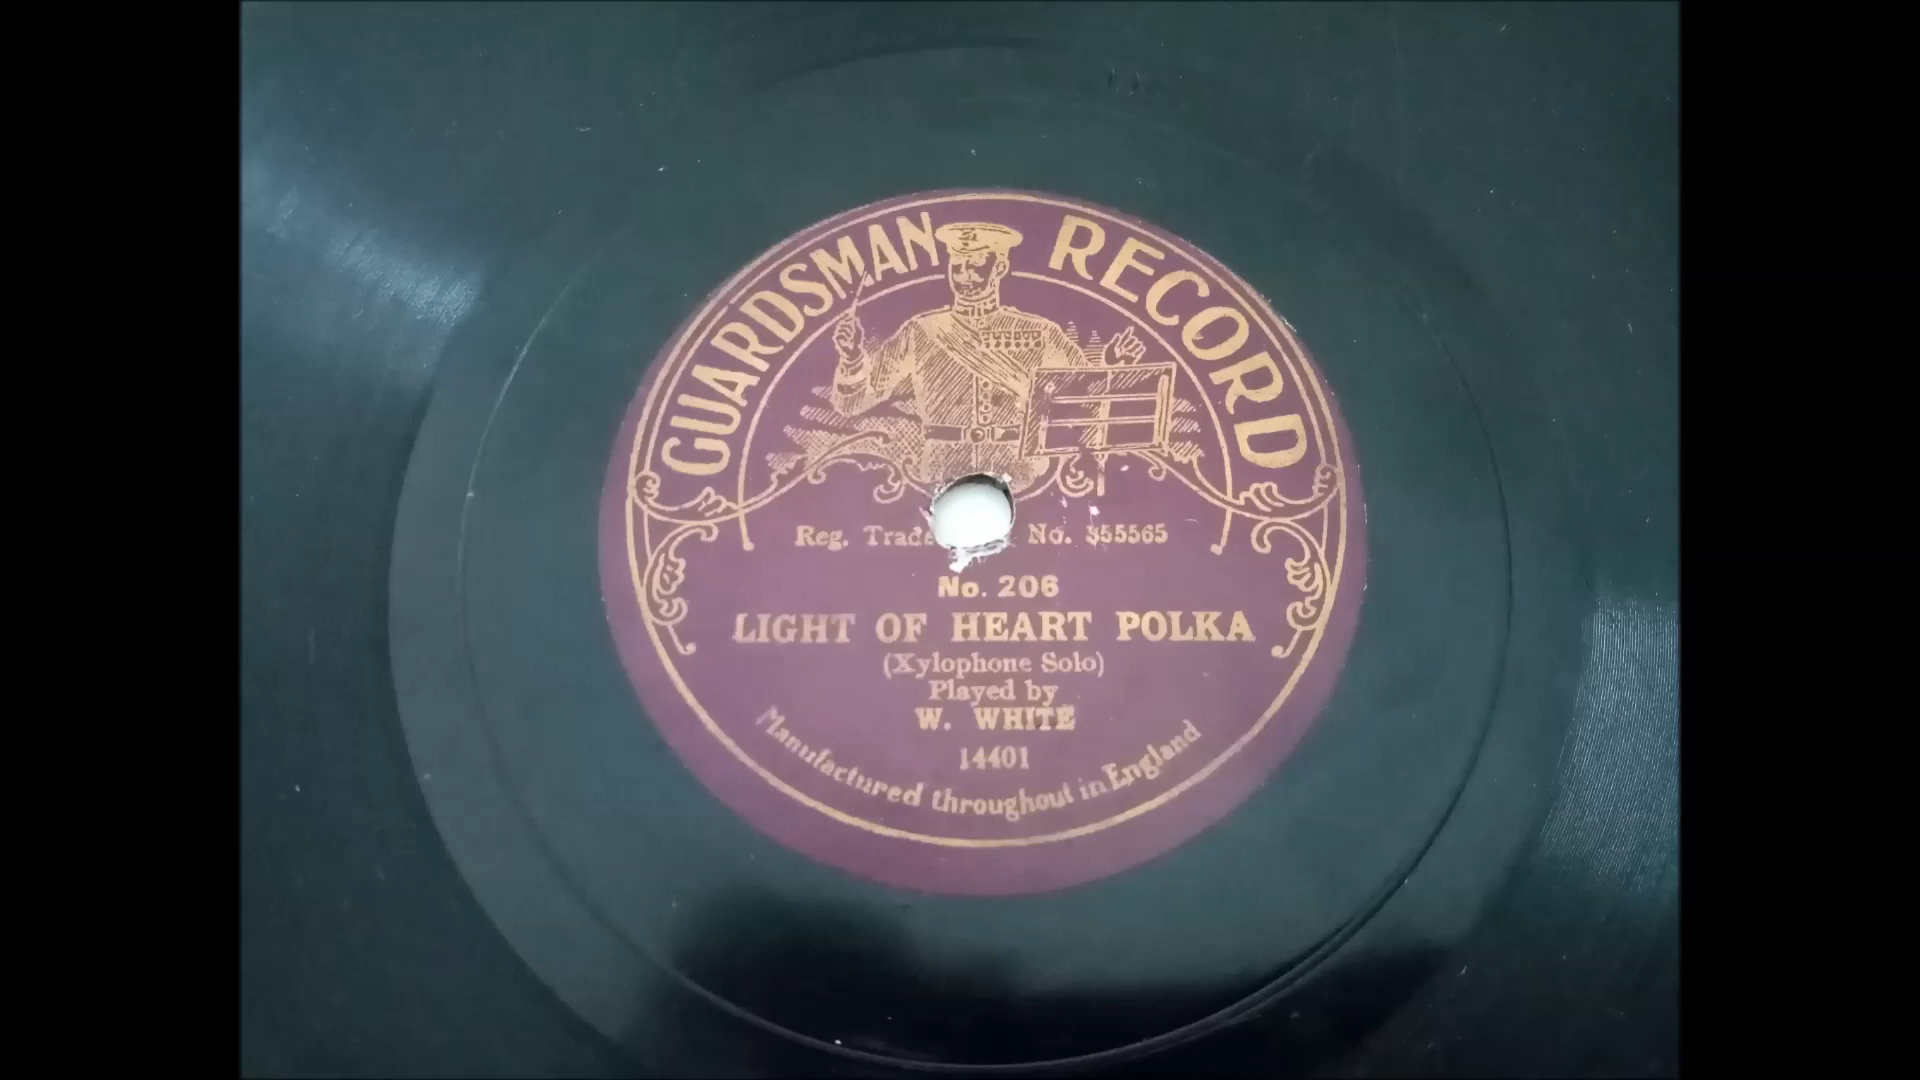 GUARDSMAN RECORD
Reg. Trade No. 355565
No. 206
LIGHT OF HEART POLKA
(Xylophone Solo)
Played by
W. WHITE
14401
Manufactured throughout in England